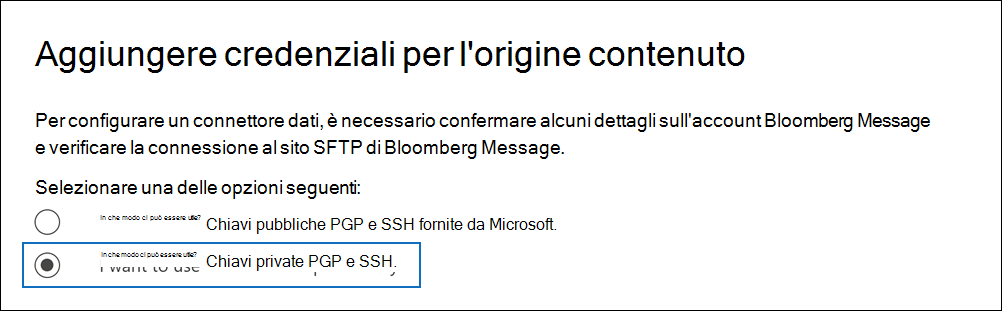 Aggiungere credenziali per l'origine contenuto
Per configurare un connettore dati, è necessario confermare alcuni dettagli sull'account Bloomberg Message
e verificare la connessione al sito SFTP di Bloomberg Message.
Selezionare una delle opzioni seguenti:
In che modo ci può essere utile? Chiavi pubbliche PGP e SSH fornite da Microsoft.
In che modo ci può essere utile? Chiavi private PGP e SSH.
I want to use